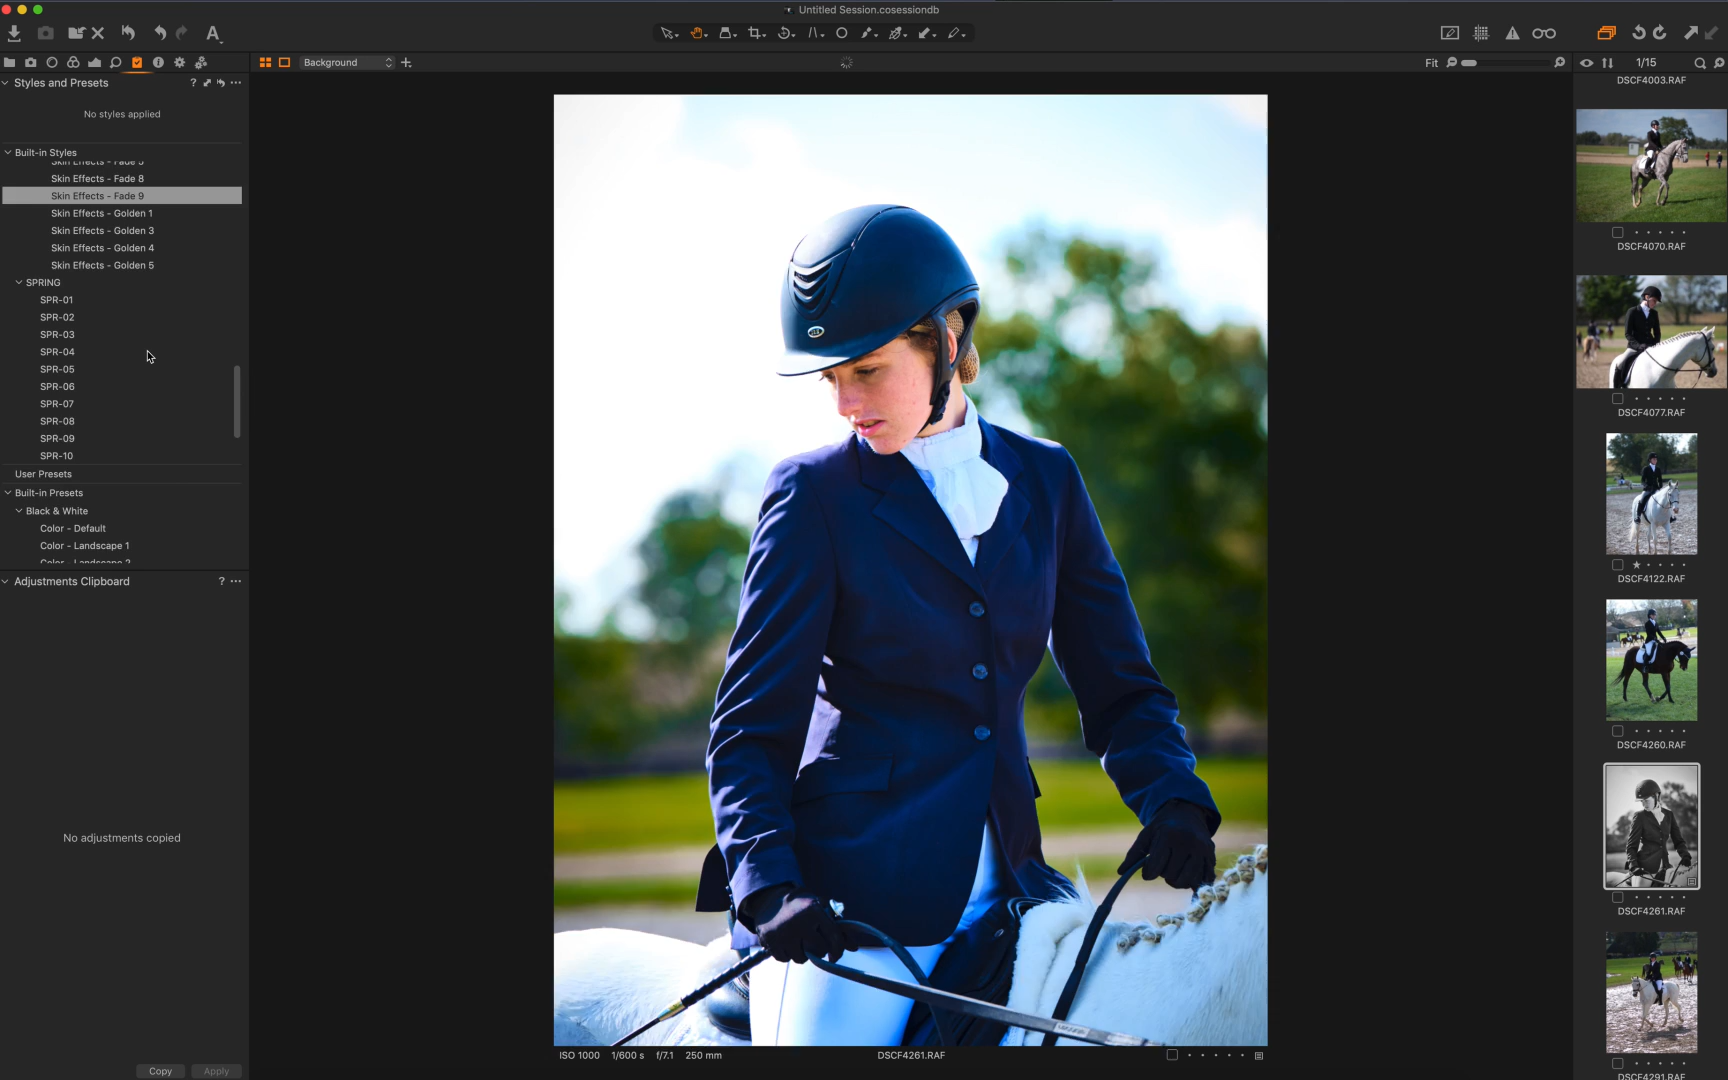 Untitled Session.cosessiondb
A
Background
Fit
1/15
Styles and Presets
?
No styles applied
Built-in Styles
Skin Effects - Fade 8
Skin Effects - Fade 9
Skin Effects - Golden 1
Skin Effects - Golden 3
Skin Effects - Golden 4
Skin Effects - Golden 5
SPRING
SPR-01
SPR-02
SPR-03
SPR-04
SPR-05
SPR-06
SPR-07
SPR-08
SPR-09
SPR-10
User Presets
Built-in Presets
Black & White
Color - Default
Color - Landscape 1
Color - Landscape 2
Adjustments Clipboard
?
No adjustments copied
Copy
Apply
ISO 1000 1/600 s f/7.1 250 mm
DSCF4261.RAF
DSCF4003.RAF
DSCF4070.RAF
DSCF4077.RAF
DSCF4122.RAF
DSCF4260.RAF
DSCF4261.RAF
DSCF4291.RAF